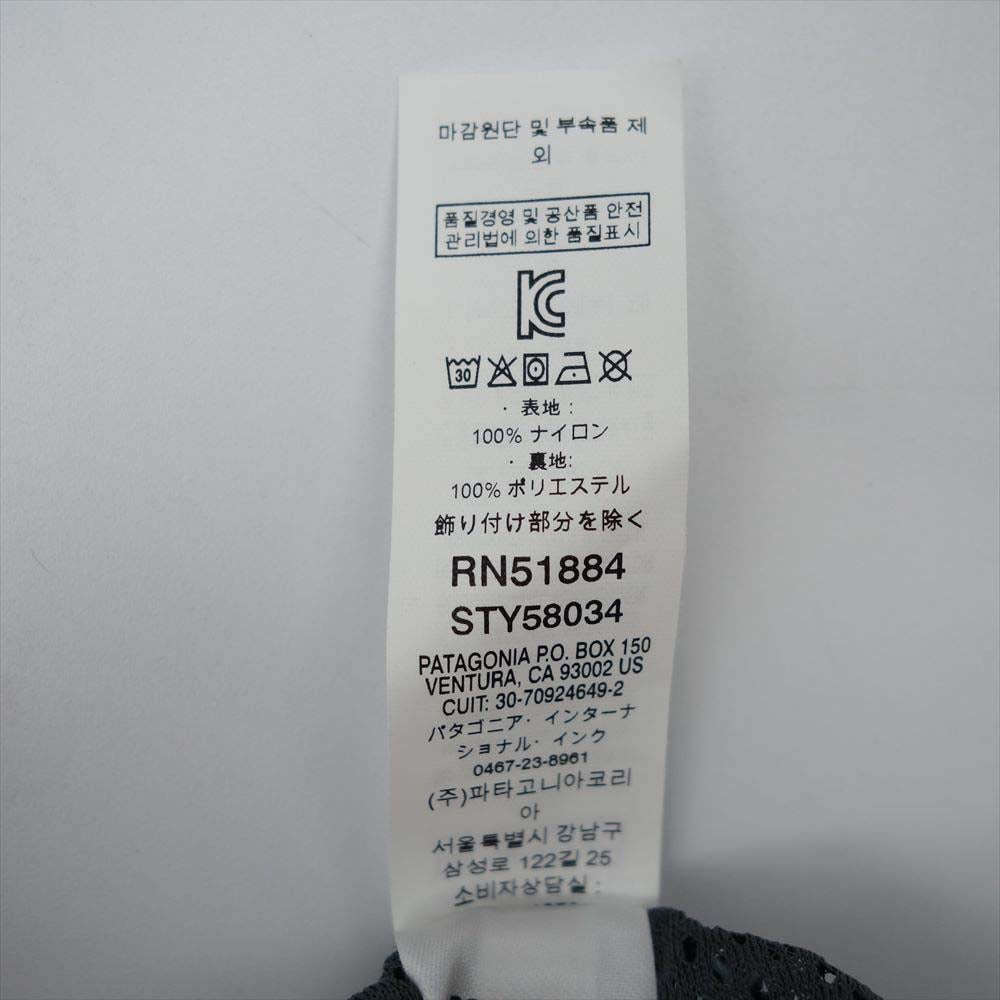 마감원단 및 부속품 제
외
품질경영 및 공산품 안전
관리법에 의한 품질표시
KC
30
・表地:
100% ナイロン
・裏地:
100% ポリエステル
飾り付け部分を除く
RN51884
STY58034
PATAGONIA P.O. BOX 150
VENTURA, CA 93002 US
CUIT: 30-70924649-2
パタゴニア・インターナ
ショナル・インク
0467-23-8961
(주)파타고니아코리
아
서울특별시 강남구
삼성로 122길 25
소비자상담실 :